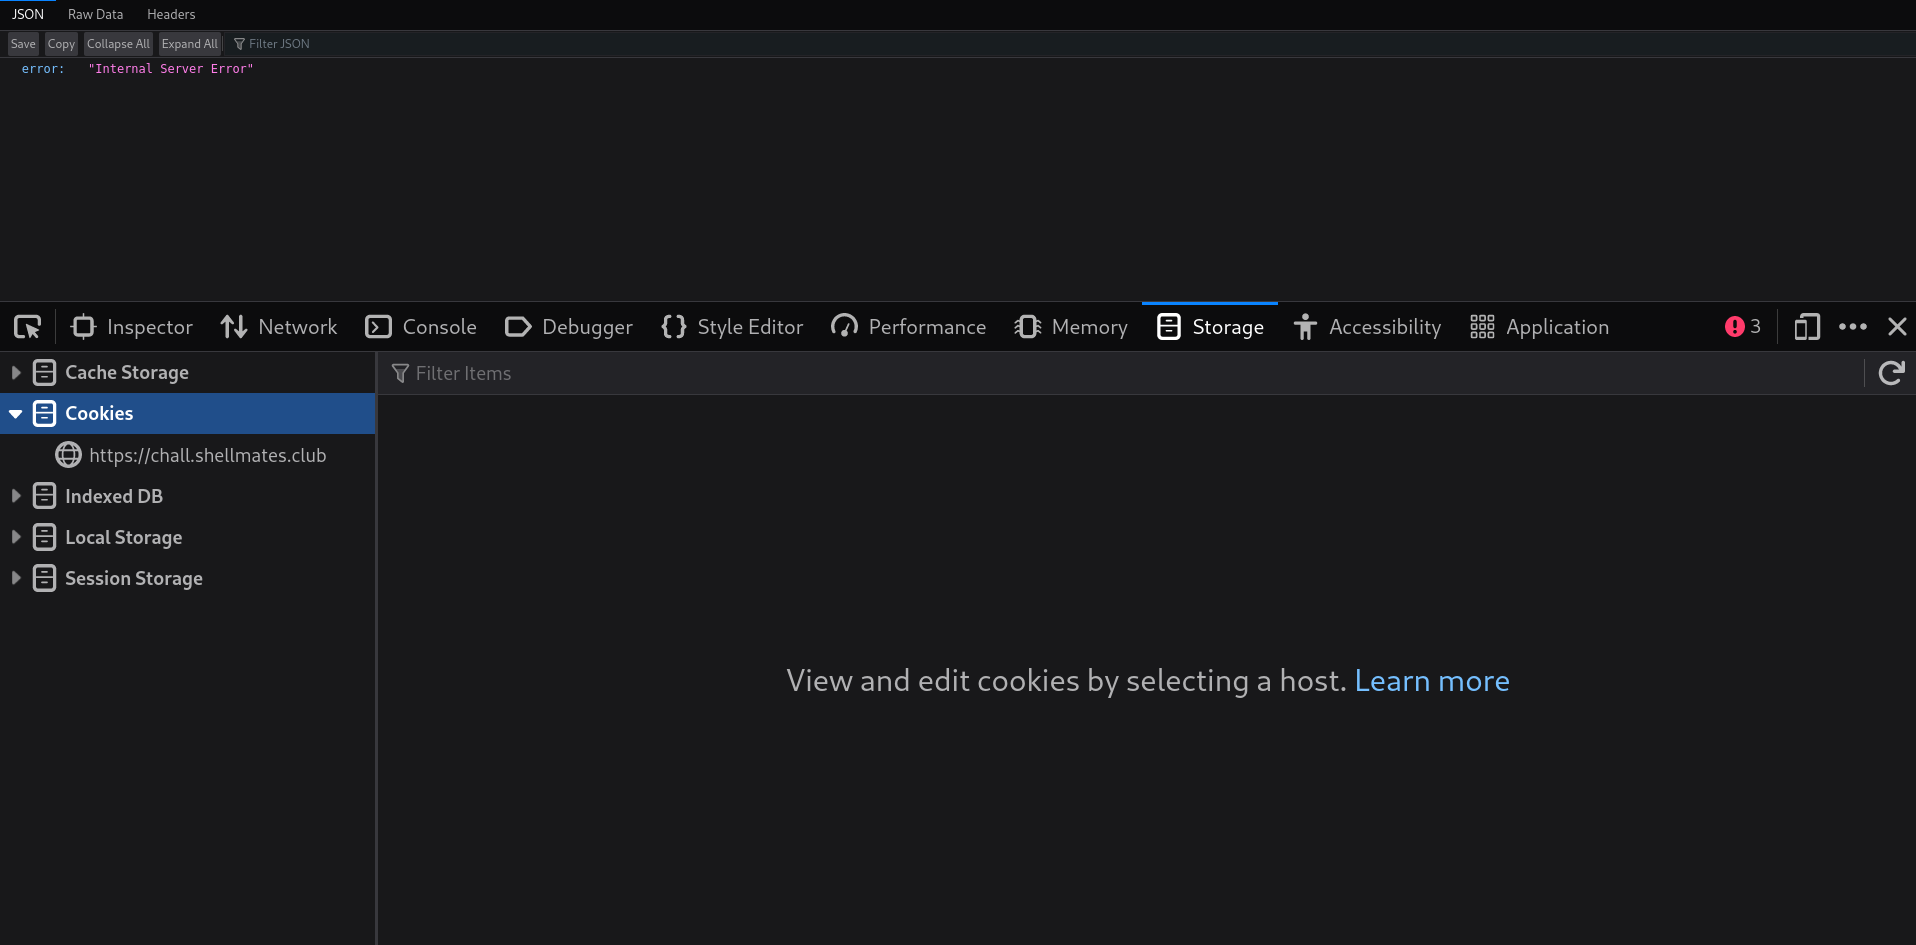 JSON Raw Data Headers
Save Copy Collapse All Expand All Filter JSON
error: "Internal Server Error"
Inspector Network Console Debugger Style Editor Performance Memory Storage Accessibility Application 3
Cache Storage
Filter Items
Cookies
https://chall.shellmates.club
Indexed DB
Local Storage
Session Storage
View and edit cookies by selecting a host. Learn more